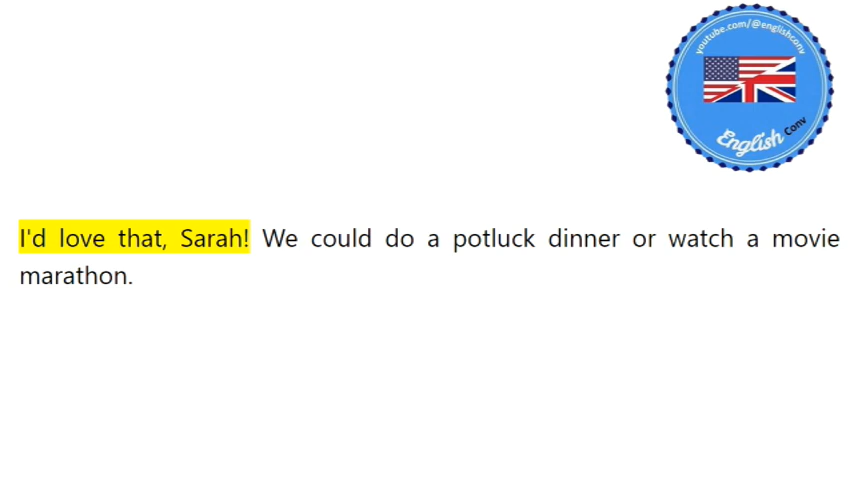 youtube.com/@englishconv
English Conv
I'd love that, Sarah! We could do a potluck dinner or watch a movie
marathon.